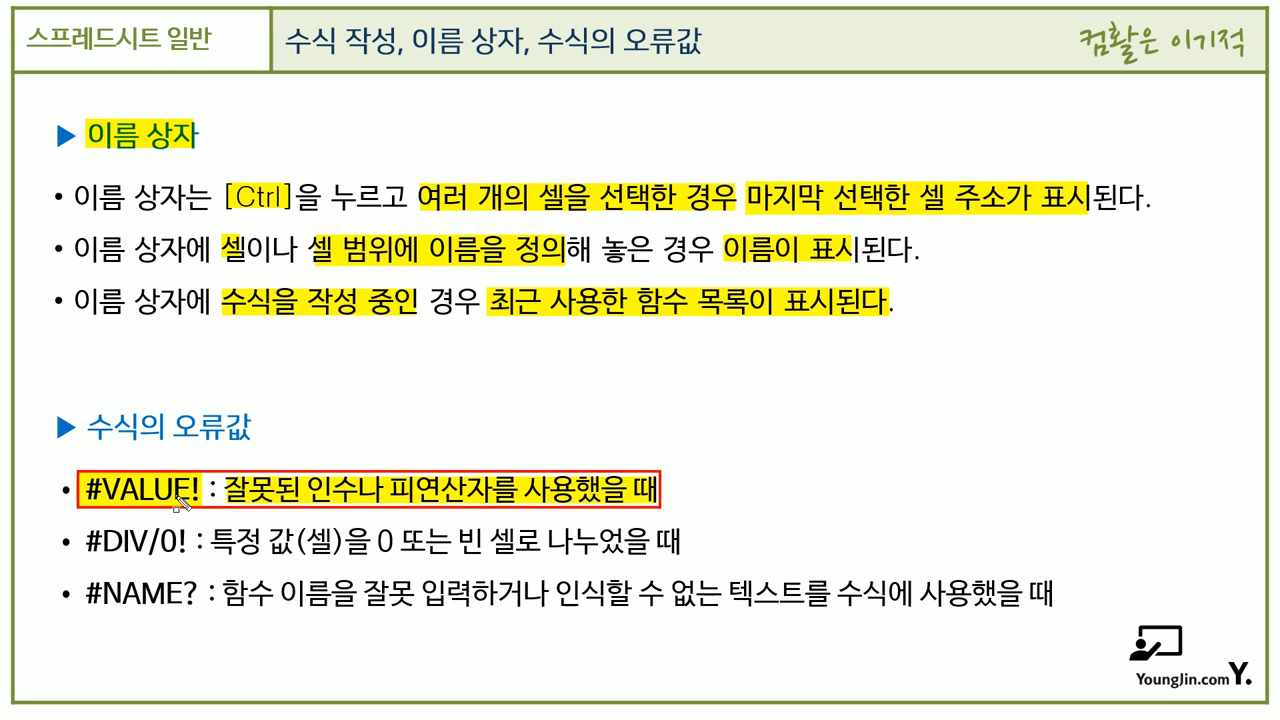 스프레드시트 일반
수식 작성, 이름 상자, 수식의 오류값
컴활은 이기적
▶ 이름 상자
• 이름 상자는 [Ctrl]을 누르고 여러 개의 셀을 선택한 경우 마지막 선택한 셀 주소가 표시된다.
• 이름 상자에 셀이나 셀 범위에 이름을 정의해 놓은 경우 이름이 표시된다.
• 이름 상자에 수식을 작성 중인 경우 최근 사용한 함수 목록이 표시된다.
▶ 수식의 오류값
• #VALUE! : 잘못된 인수나 피연산자를 사용했을 때
• #DIV/0! : 특정 값(셀)을 0 또는 빈 셀로 나누었을 때
• #NAME? : 함수 이름을 잘못 입력하거나 인식할 수 없는 텍스트를 수식에 사용했을 때
YoungJin.com Y.